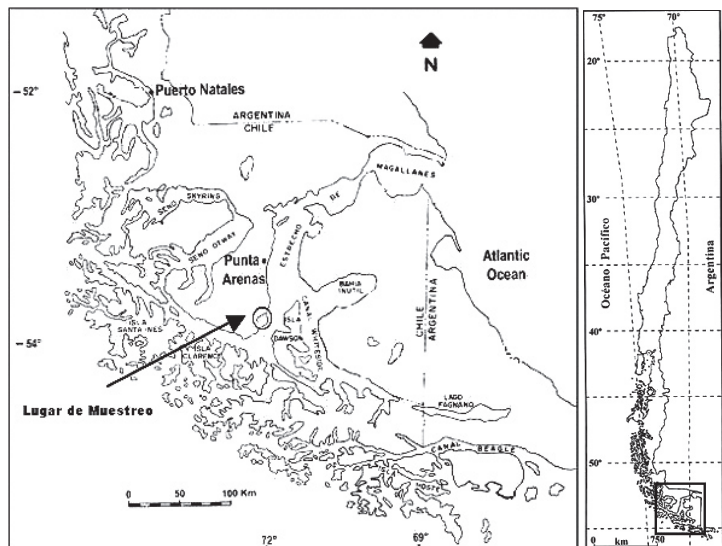 N
– 52°
Puerto Natales
ARGENTINA
CHILE
MAGALLANES
DE
ESTRECHO
SENO SKYRING
SENO OTWAY
Punta
Arenas
Atlantic
Ocean
BAHIA
INUTIL
CHILE
ARGENTINA
ISLA
DAWSON
CANAL WHITESIDE
ISLA
SANTA INES
ISLA
CLARENCE
– 54°
Lugar de Muestreo
LAGO
FAGNANO
CANAL BEAGLE
HOSTE
0 50 100 Km
72°
69°
75°
70°
20°
30°
40°
50°
Océano Pacífico
Argentina
0 km 750